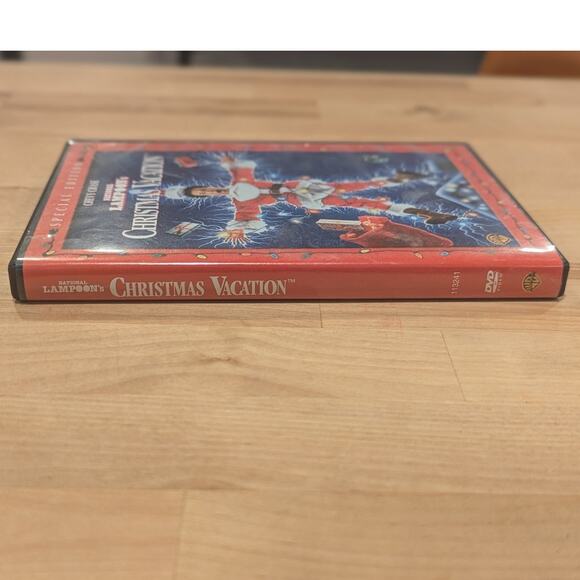 SPECIAL EDITION
CHEVY CHASE
NATIONAL
LAMPOON'S
CHRISTMAS VACATION
NATIONAL
LAMPOON'S
CHRISTMAS VACATION™
113241
DVD
VIDEO